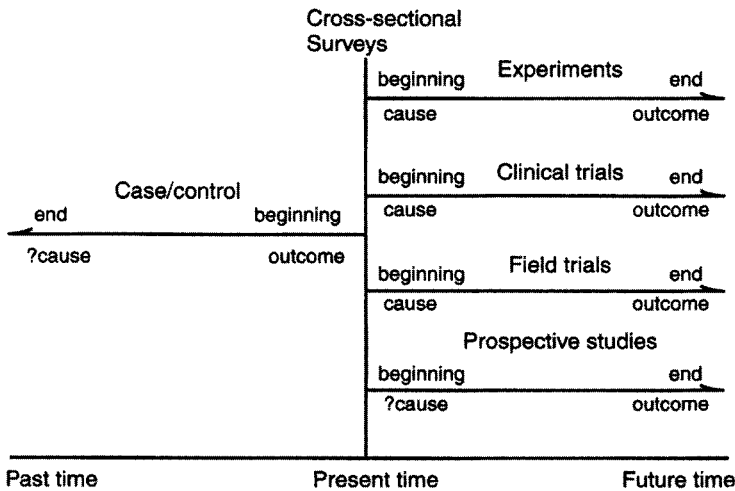 Cross-sectional
Surveys
beginning Experiments end
cause outcome
beginning Clinical trials end
cause outcome
Case/control
end beginning
?cause outcome
beginning Field trials end
cause outcome
Prospective studies
beginning end
?cause outcome
Past time Present time Future time